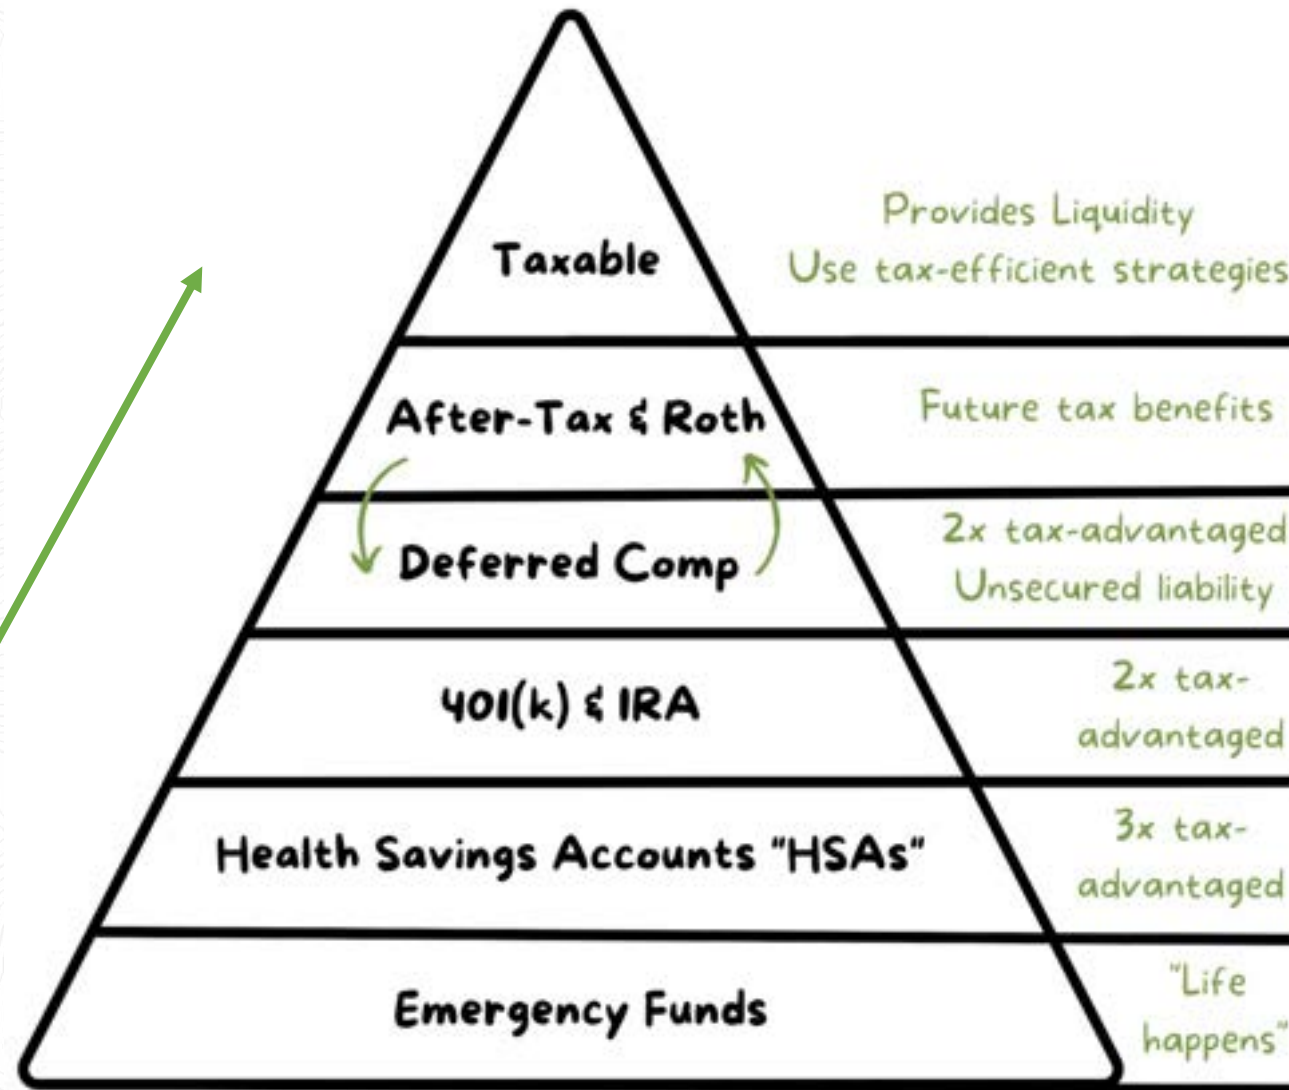 Provides Liquidity
Taxable
Use tax-efficient strategies
After-Tax & Roth
Future tax benefits
2x tax-advantaged
Deferred Comp
Unsecured liability
401(k) & IRA
2x tax-
advantaged
Health Savings Accounts "HSAs"
3x tax-
advantaged
Emergency Funds
"Life
happens"